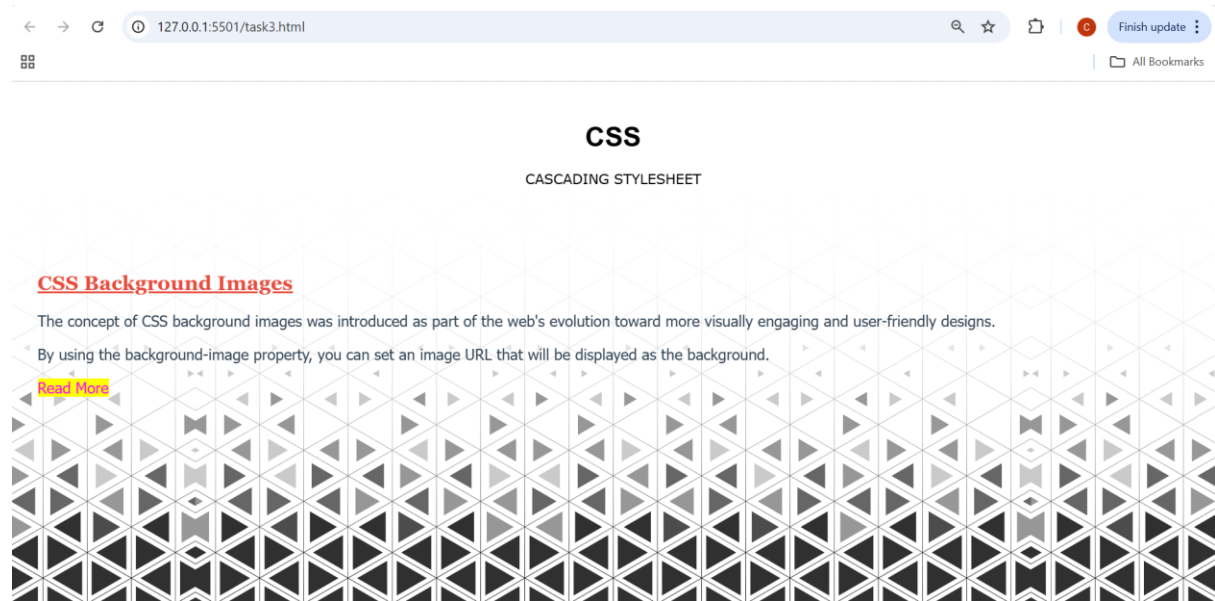 127.0.0.1:5501/task3.html
C
Finish update
All Bookmarks
CSS
CASCADING STYLESHEET
CSS Background Images
The concept of CSS background images was introduced as part of the web's evolution toward more visually engaging and user-friendly designs.
By using the background-image property, you can set an image URL that will be displayed as the background.
Read More